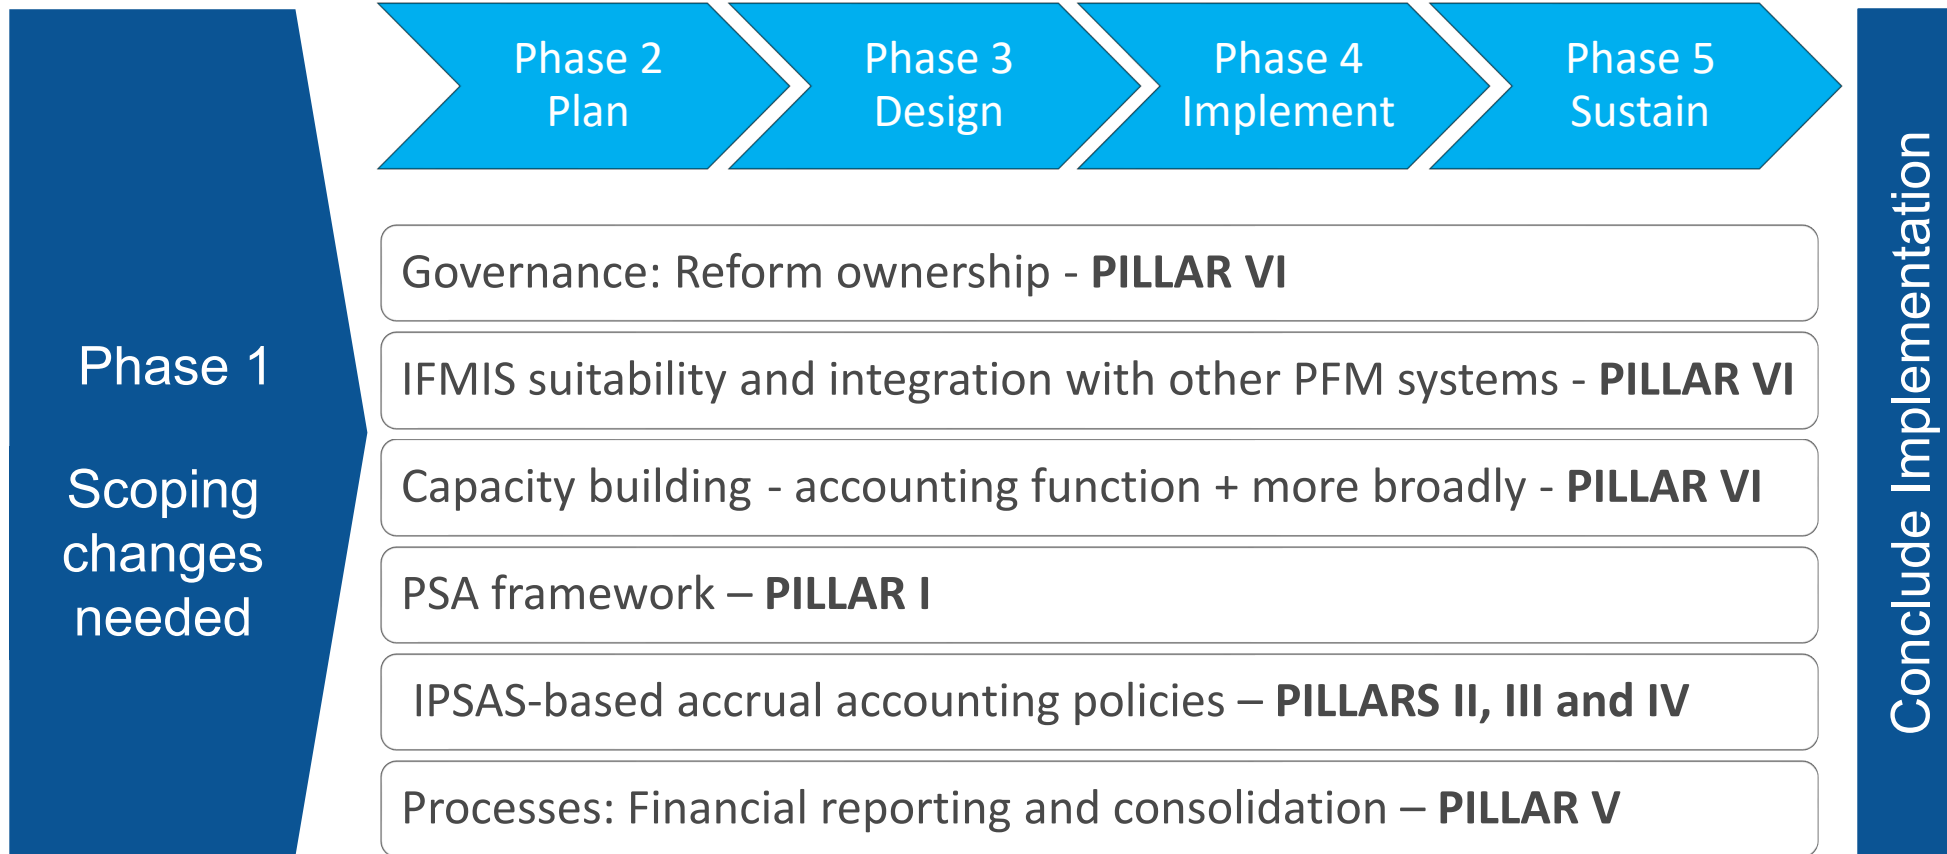 Phase 1
Scoping
changes
needed
Phase 2
Plan
Phase 3
Design
Phase 4
Implement
Phase 5
Sustain
Governance: Reform ownership - PILLAR VI
IFMIS suitability and integration with other PFM systems - PILLAR VI
Capacity building - accounting function + more broadly - PILLAR VI
PSA framework – PILLAR I
IPSAS-based accrual accounting policies – PILLARS II, III and IV
Processes: Financial reporting and consolidation – PILLAR V
Conclude Implementation